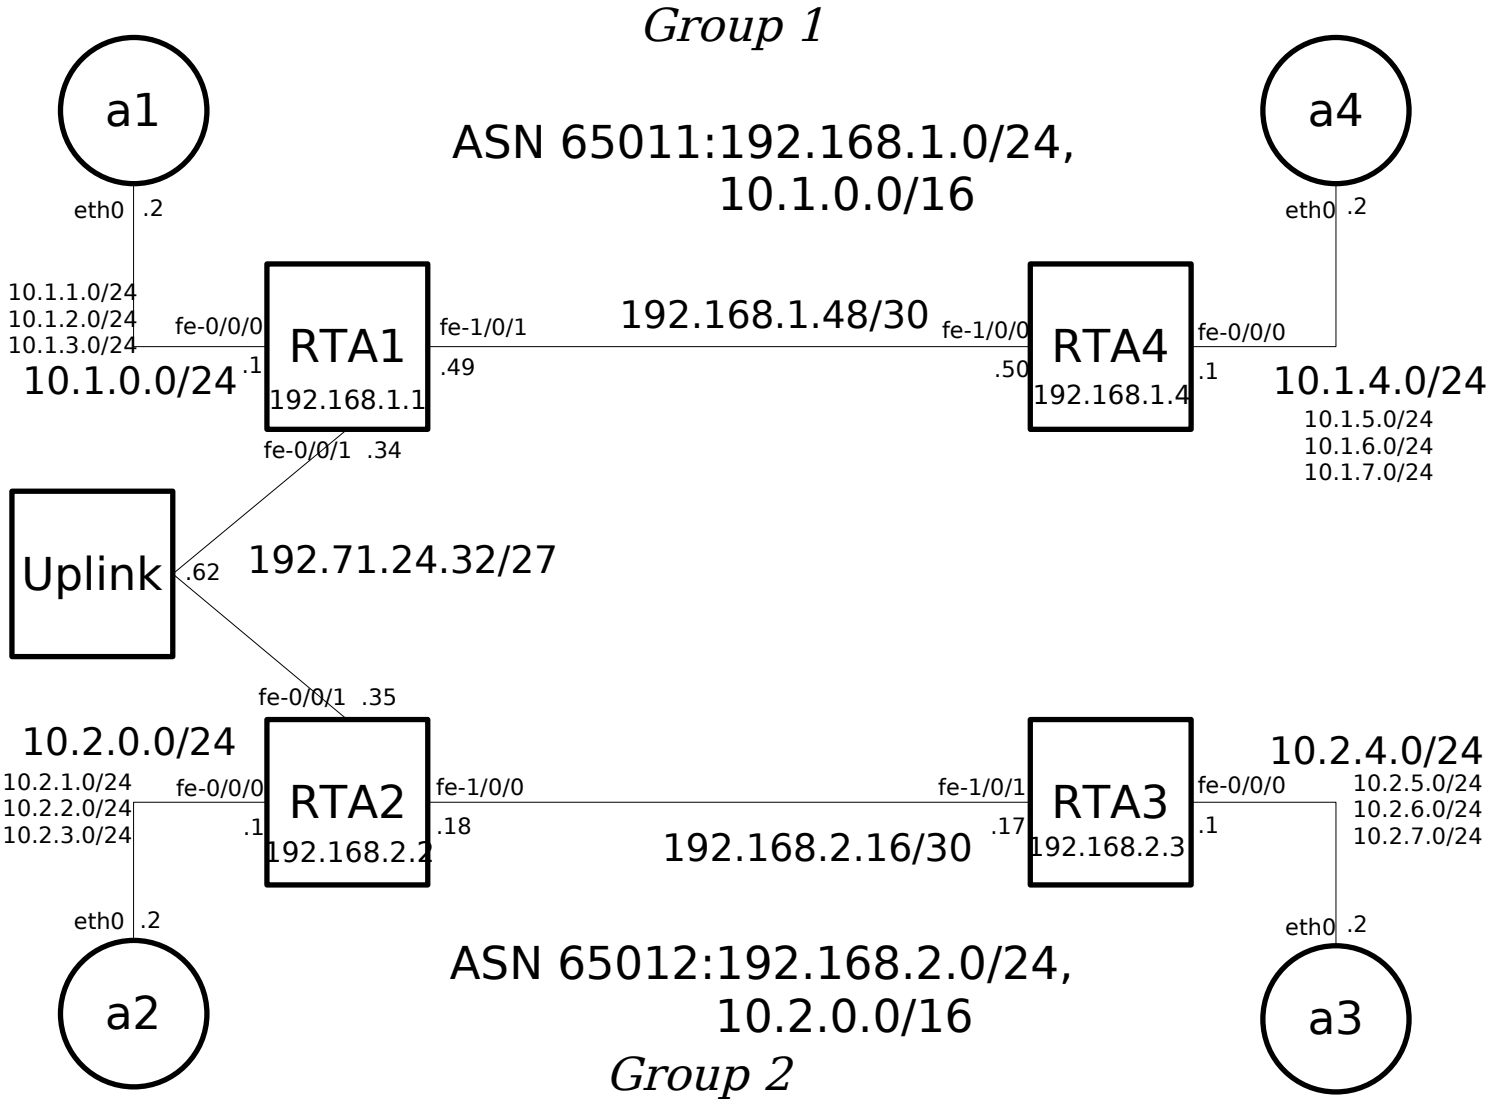 Group 1
a1
a4
ASN 65011:192.168.1.0/24,
10.1.0.0/16
eth0 .2
eth0 .2
10.1.1.0/24
10.1.2.0/24
10.1.3.0/24
10.1.0.0/24
fe-0/0/0
.1
RTA1
192.168.1.1
fe-1/0/1
.49
192.168.1.48/30
fe-1/0/0
.50
RTA4
192.168.1.4
fe-0/0/0
.1
10.1.4.0/24
10.1.5.0/24
10.1.6.0/24
10.1.7.0/24
fe-0/0/1 .34
Uplink
.62
192.71.24.32/27
fe-0/0/1 .35
10.2.0.0/24
10.2.1.0/24
10.2.2.0/24
10.2.3.0/24
fe-0/0/0
.1
RTA2
192.168.2.2
fe-1/0/0
.18
192.168.2.16/30
fe-1/0/1
.17
RTA3
192.168.2.3
fe-0/0/0
.1
10.2.4.0/24
10.2.5.0/24
10.2.6.0/24
10.2.7.0/24
eth0 .2
eth0 .2
a2
a3
ASN 65012:192.168.2.0/24,
10.2.0.0/16
Group 2